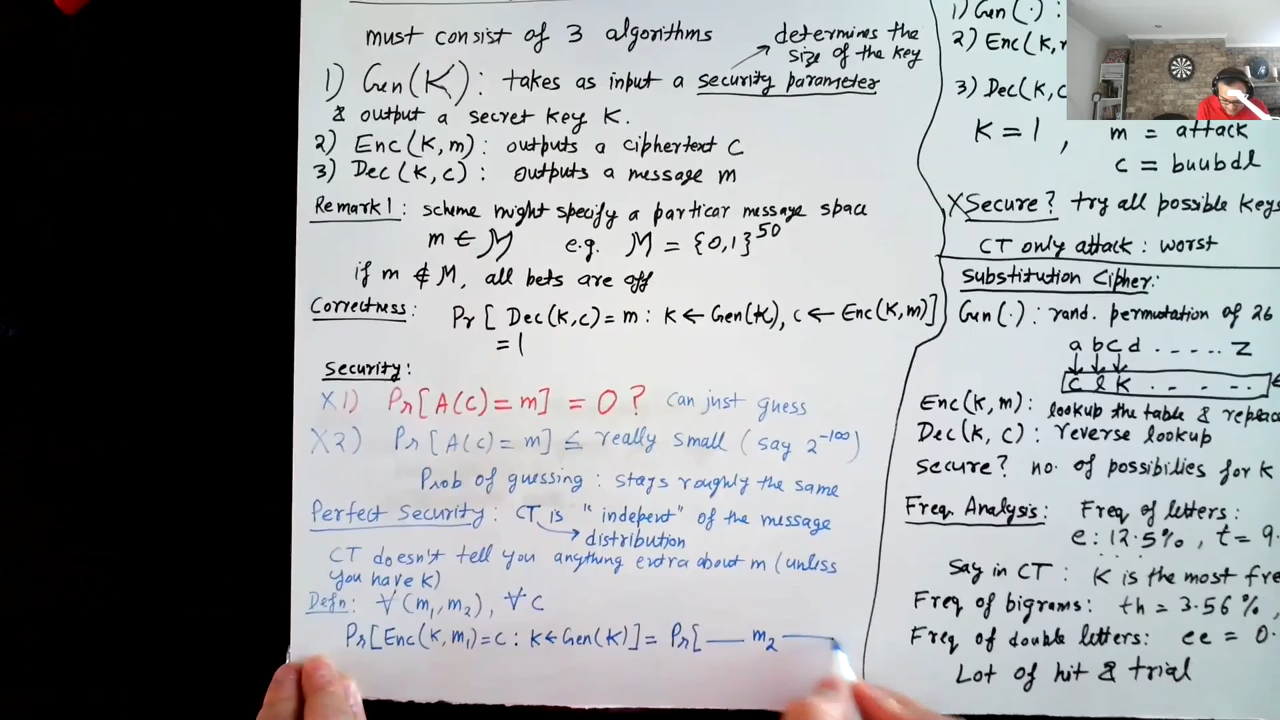 must consist of 3 algorithms
determines the
size of the key
1) Gen(K): takes as input a security parameter
& output a secret key K.
2) Enc(K,m): outputs a ciphertext C
3) Dec(K,c): outputs a message m
Remark1: scheme might specify a particar message space
m ∈ M e.g. M = {0,1}^50
if m ∉ M, all bets are off
Correctness: Pr[Dec(K,c)=m : K←Gen(K), c←Enc(K,m)]
=1
Security:
X1) Pr[A(C)=m] = 0? Can just guess
X2) Pr[A(c)=m] ≤ really small (say 2^-100)
Prob of guessing: stays roughly the same
Perfect Security: CT is "indepent" of the message
distribution
CT doesn't tell you anything extra about m (unless
you have K)
Defn: ∀(m1,m2), ∀C
Pr[Enc(K,m1)=C : K←Gen(K)] = Pr[ — m2 —
1) Gen(·):
2) Enc(K,
3) Dec(K,C
K=1, m = attack
c = buubdl
XSecure? try all possible Keys
CT only attack: worst
Substitution Cipher:
Gen(·): rand. permutation of 26
a b c d ...... Z
C l K . . . . .
Enc(K,m): lookup the table & replac
Dec(K,C): reverse lookup
secure? no. of possibilies for K
Freq. Analysis: Freq of letters:
e: 12.5%, t = 9.
Say in CT: K is the most fre
Freq of bigrams: th = 3.56%,
Freq of double letters: ee = 0.
Lot of hit & trial